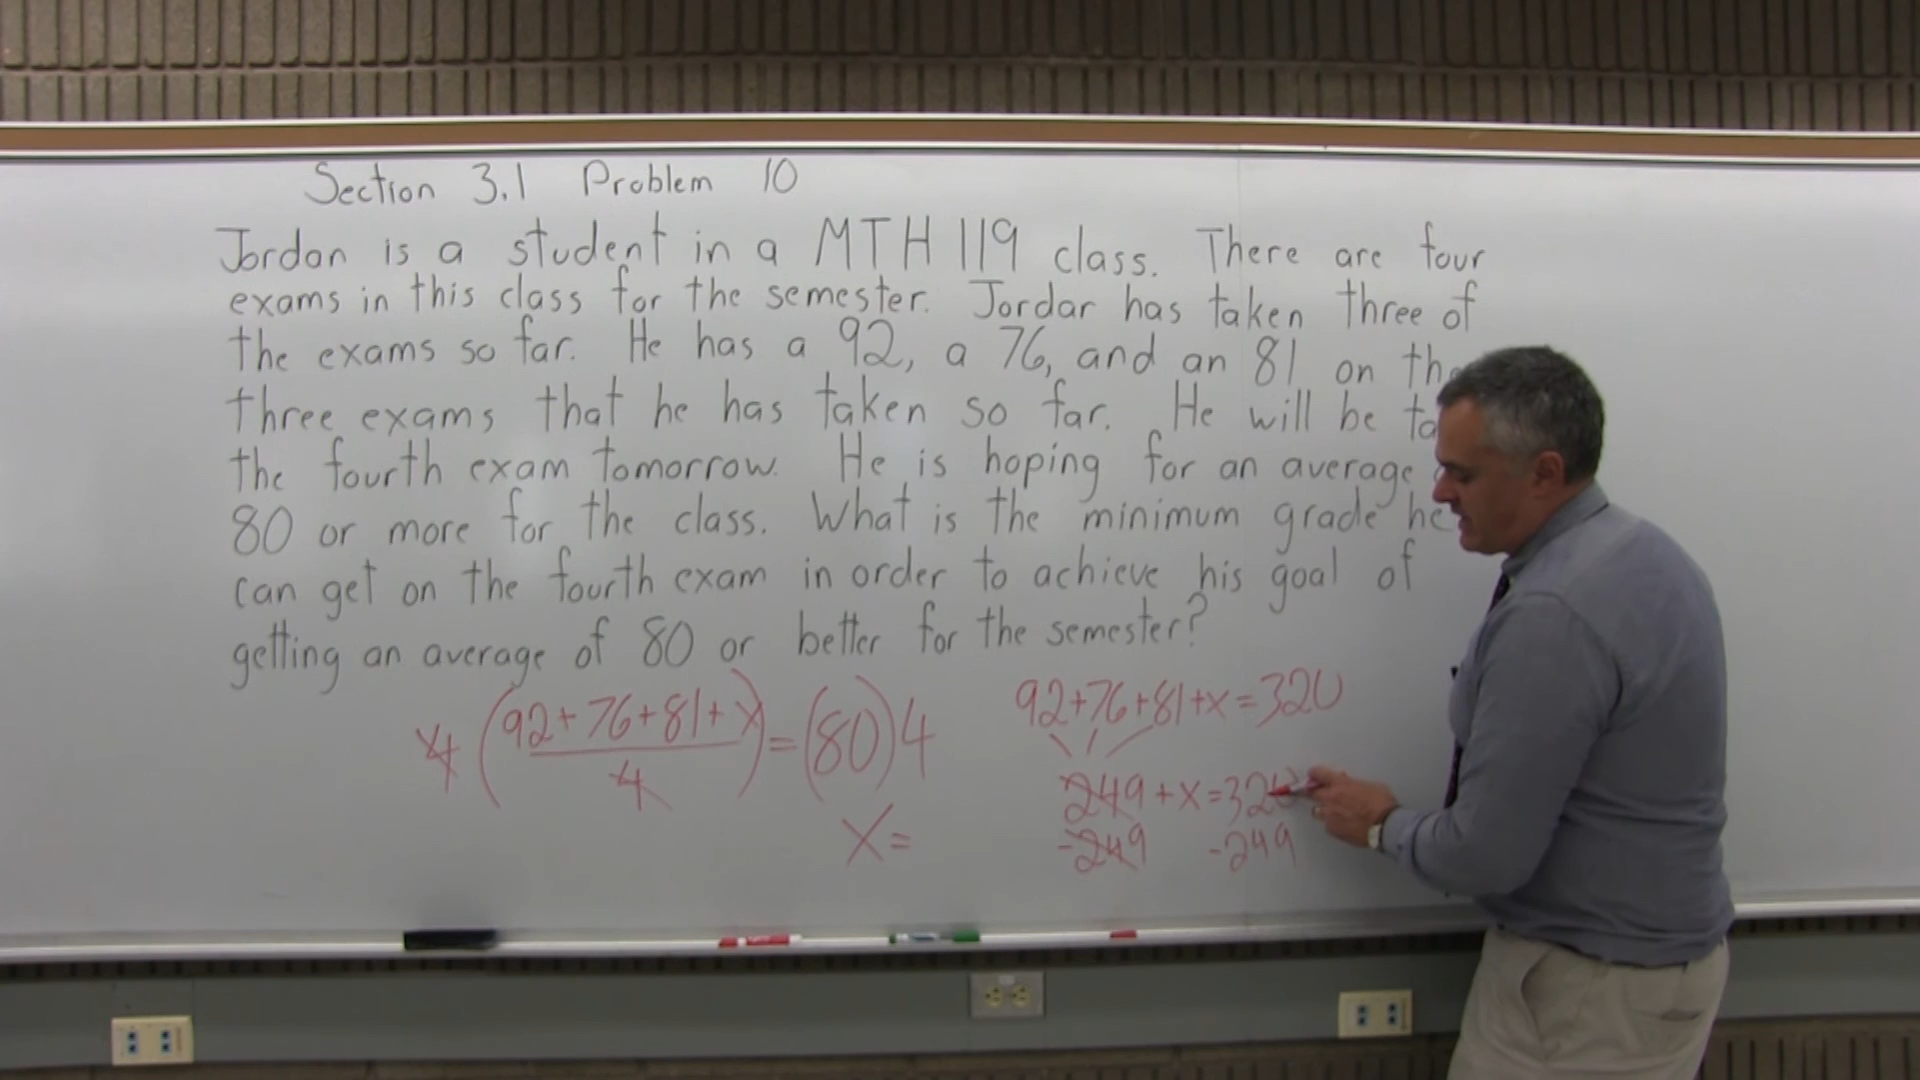 Section 3.1 Problem 10
Jordan is a student in a MTH 119 class. There are four
exams in this class for the semester. Jordan has taken three of
the exams so far. He has a 92, a 76, and an 81 on
three exams that he has taken so far. He will be
the fourth exam tomorrow. He is hoping for an average
80 or more for the class. What is the minimum grade he
can get on the fourth exam in order to achieve his goal of
getting an average of 80 or better for the semester?
4 (92+76+81+x / 4) = (80)4
x =
92+76+81+x=320
249+x=320
-249 -249